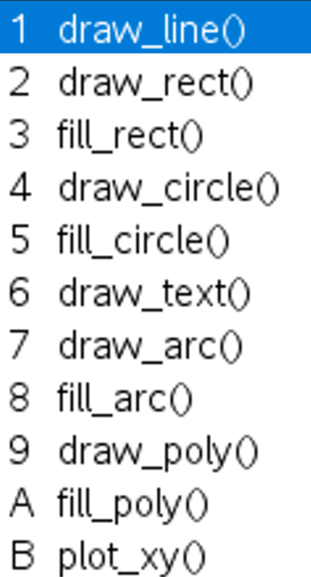 1 draw_line()
2 draw_rect()
3 fill_rect()
4 draw_circle()
5 fill_circle()
6 draw_text()
7 draw_arc()
8 fill_arc()
9 draw_poly()
A fill_poly()
B plot_xy()